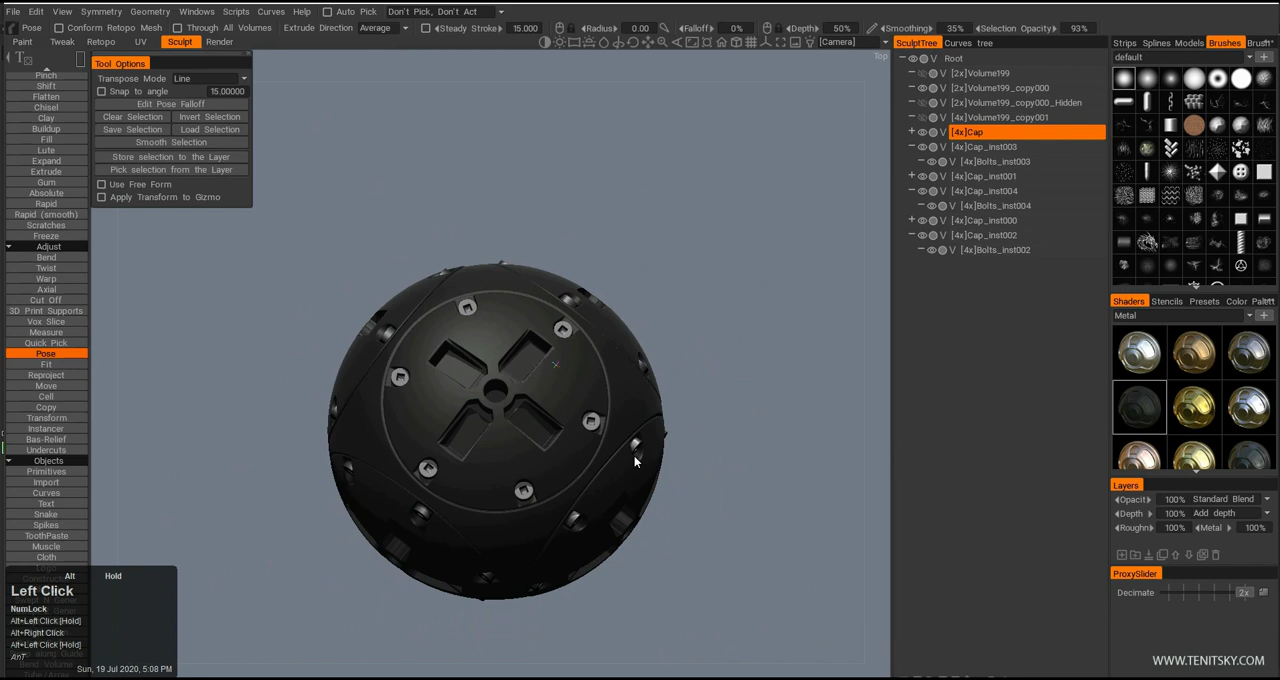 File Edit View Symmetry Geometry Windows Scripts Curves Help Auto Pick Don't Pick, Don't Act
Pose Conform Retopo Mesh Through All Volumes Extrude Direction Average Steady Stroke 15.000 Radius 0.00 Falloff 0% Depth 50% Smoothing 35% Selection Opacity 93%
Paint Tweak Retopo UV Sculpt Render [Camera]
Top
Pinch
Shift
Flatten
Chisel
Clay
Buildup
Fill
Lute
Expand
Extrude
Gum
Absolute
Rapid
Rapid (smooth)
Scratches
Freeze
Adjust
Bend
Twist
Warp
Axial
Cut Off
3D Print Supports
Vox Slice
Measure
Quick Pick
Pose
Fit
Reproject
Move
Cell
Copy
Transform
Instancer
Bas-Relief
Undercuts
Objects
Primitives
Import
Curves
Text
Snake
Spikes
ToothPaste
Muscle
Cloth
Tool Options
Transpose Mode Line
Snap to angle 15.00000
Edit Pose Falloff
Clear Selection Invert Selection
Save Selection Load Selection
Smooth Selection
Store selection to the Layer
Pick selection from the Layer
Use Free Form
Apply Transform to Gizmo
Alt Hold
Left Click
NumLock
Alt+Left Click [Hold]
Alt+Right Click
Alt+Left Click [Hold]
Sun, 19 Jul 2020, 5:08 PM
SculptTree Curves tree
V Root
V [2x]Volume199
V [2x]Volume199_copy000
V [2x]Volume199_copy000_Hidden
V [4x]Volume199_copy001
V [4x]Cap
V [4x]Cap_inst003
V [4x]Bolts_inst003
V [4x]Cap_inst001
V [4x]Cap_inst004
V [4x]Bolts_inst004
V [4x]Cap_inst000
V [4x]Cap_inst002
V [4x]Bolts_inst002
Strips Splines Models Brushes
default
Shaders Stencils Presets Color
Metal
Layers
Opacit 100% Standard Blend
Depth 100% Add depth
Roughn 100% Metal 100%
ProxySlider
Decimate 2x
WWW.TENITSKY.COM